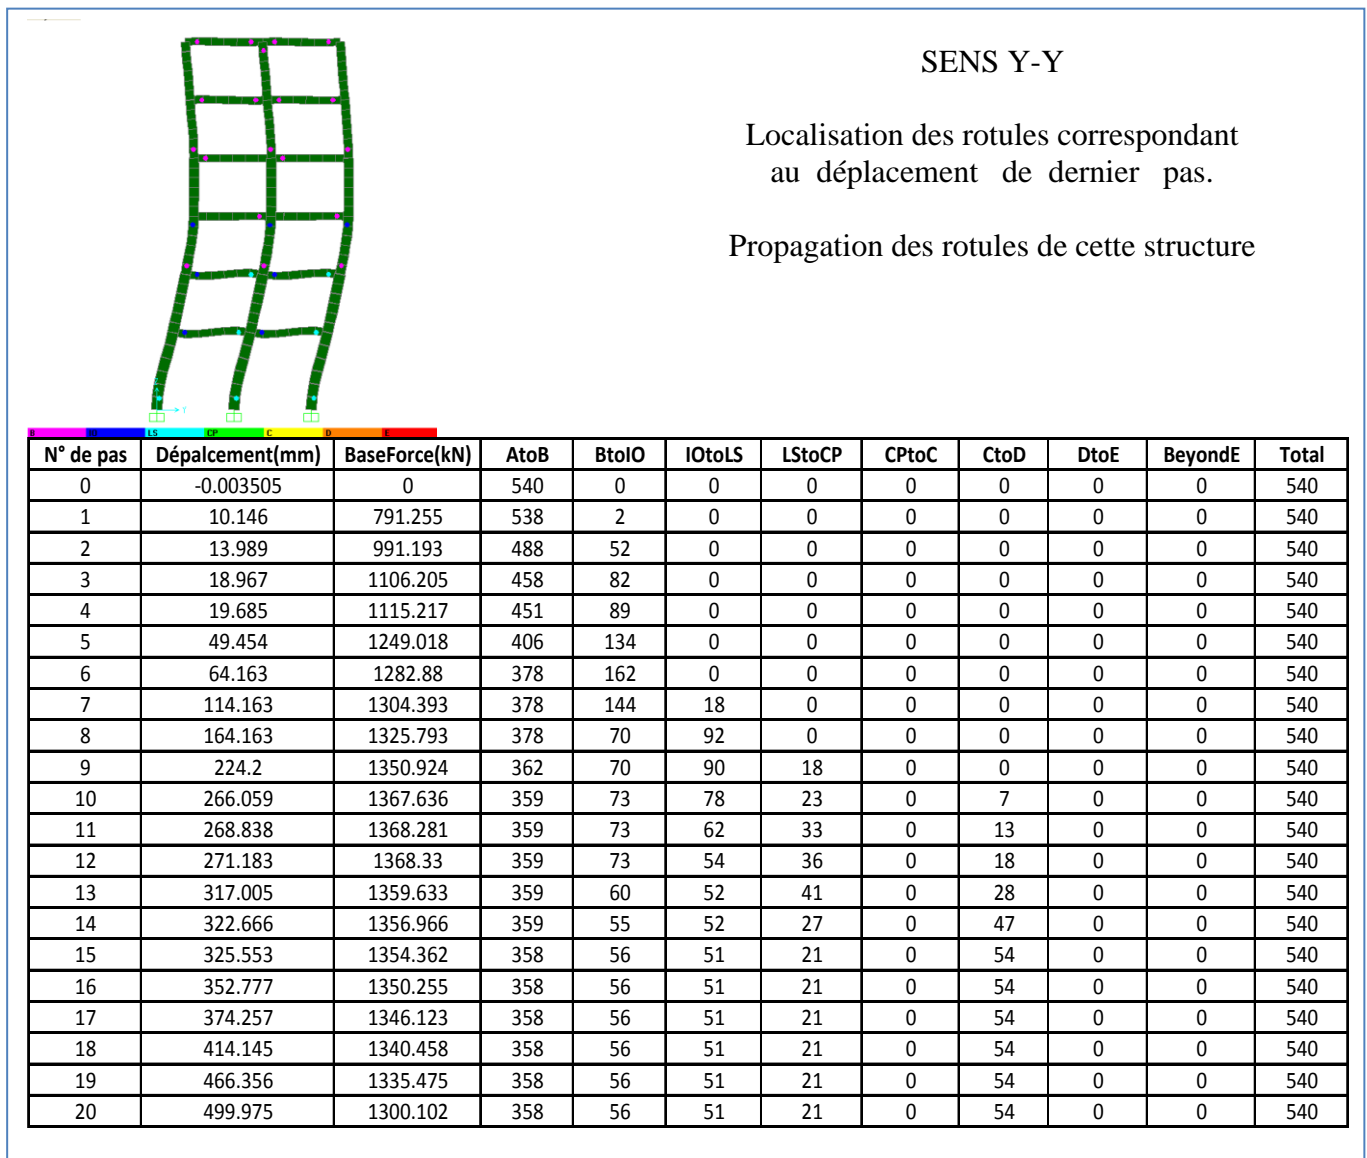 SENS Y-Y
Localisation des rotules correspondant
au déplacement de dernier pas.
Propagation des rotules de cette structure
Z
Y
B IO LS CP C D E
N° de pas Dépalcement(mm) BaseForce(kN) AtoB BtoIO IOtoLS LStoCP CPtoC CtoD DtoE BeyondE Total
0 -0.003505 0 540 0 0 0 0 0 0 0 540
1 10.146 791.255 538 2 0 0 0 0 0 0 540
2 13.989 991.193 488 52 0 0 0 0 0 0 540
3 18.967 1106.205 458 82 0 0 0 0 0 0 540
4 19.685 1115.217 451 89 0 0 0 0 0 0 540
5 49.454 1249.018 406 134 0 0 0 0 0 0 540
6 64.163 1282.88 378 162 0 0 0 0 0 0 540
7 114.163 1304.393 378 144 18 0 0 0 0 0 540
8 164.163 1325.793 378 70 92 0 0 0 0 0 540
9 224.2 1350.924 362 70 90 18 0 0 0 0 540
10 266.059 1367.636 359 73 78 23 0 7 0 0 540
11 268.838 1368.281 359 73 62 33 0 13 0 0 540
12 271.183 1368.33 359 73 54 36 0 18 0 0 540
13 317.005 1359.633 359 60 52 41 0 28 0 0 540
14 322.666 1356.966 359 55 52 27 0 47 0 0 540
15 325.553 1354.362 358 56 51 21 0 54 0 0 540
16 352.777 1350.255 358 56 51 21 0 54 0 0 540
17 374.257 1346.123 358 56 51 21 0 54 0 0 540
18 414.145 1340.458 358 56 51 21 0 54 0 0 540
19 466.356 1335.475 358 56 51 21 0 54 0 0 540
20 499.975 1300.102 358 56 51 21 0 54 0 0 540